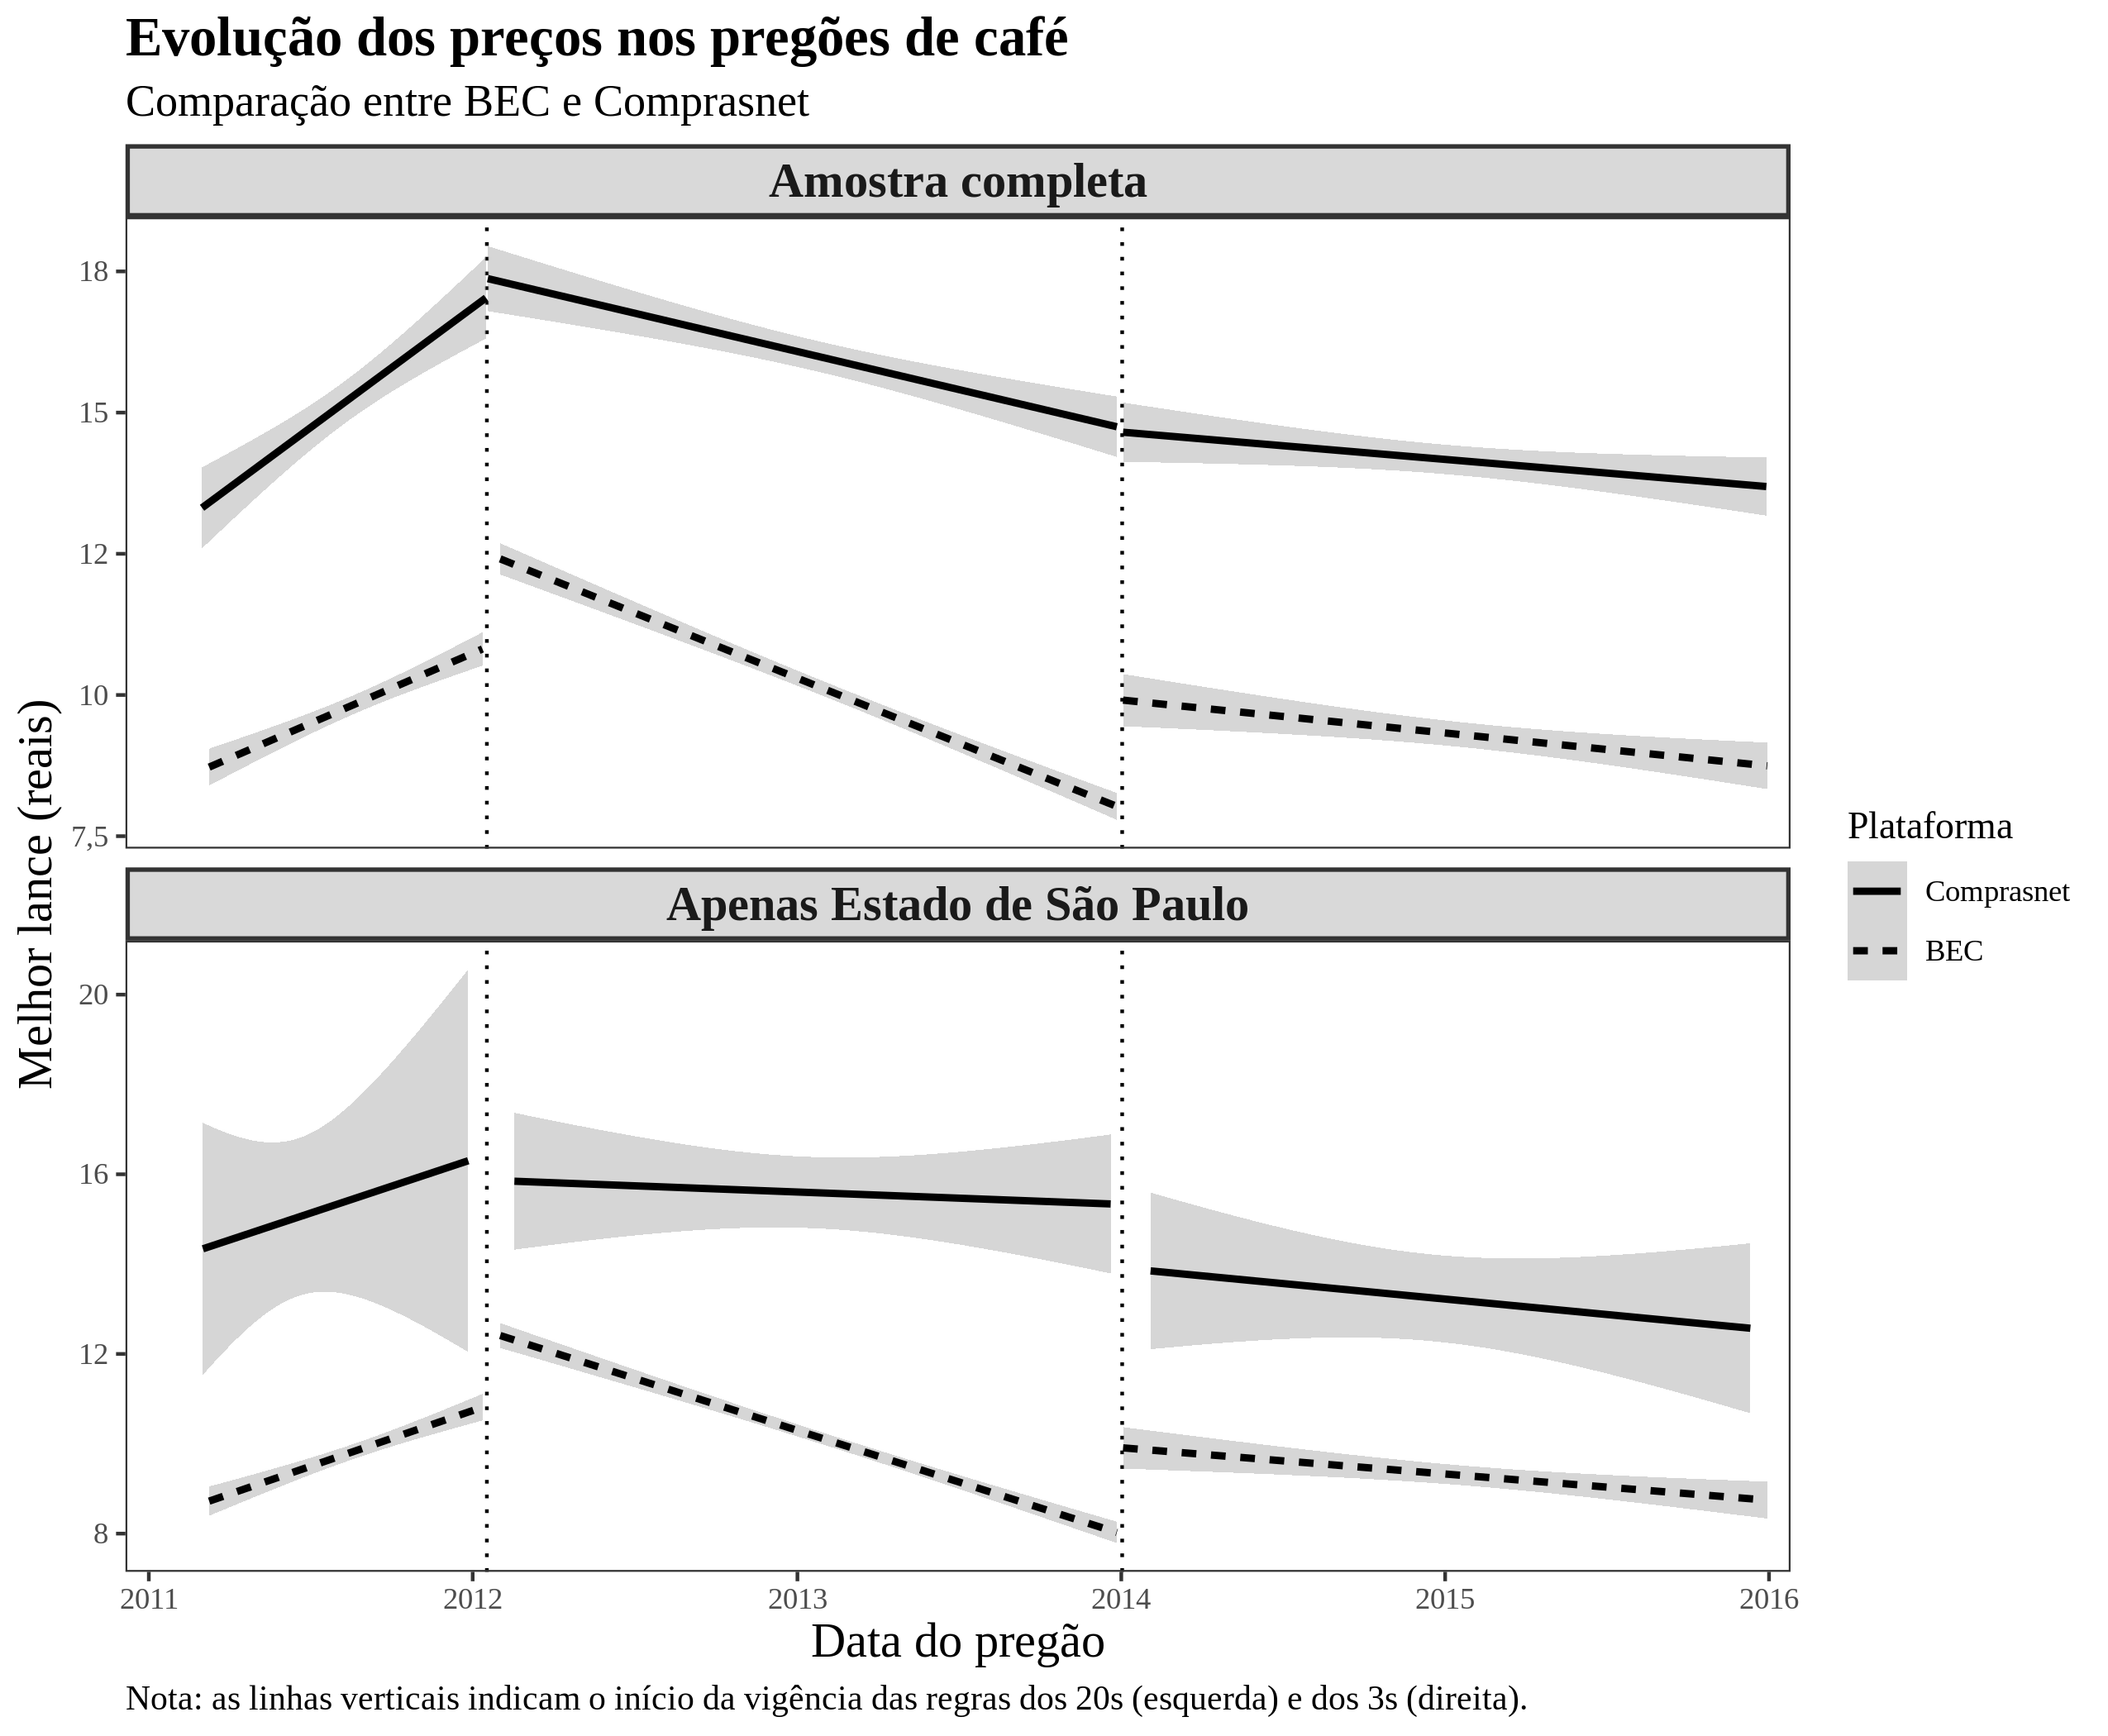 Evolução dos preços nos pregões de café
Comparação entre BEC e Comprasnet
Amostra completa
18
15
12
10
7,5
Melhor lance (reais)
Apenas Estado de São Paulo
20
16
12
8
2011 2012 2013 2014 2015 2016
Data do pregão
Plataforma
Comprasnet
BEC
Nota: as linhas verticais indicam o início da vigência das regras dos 20s (esquerda) e dos 3s (direita).